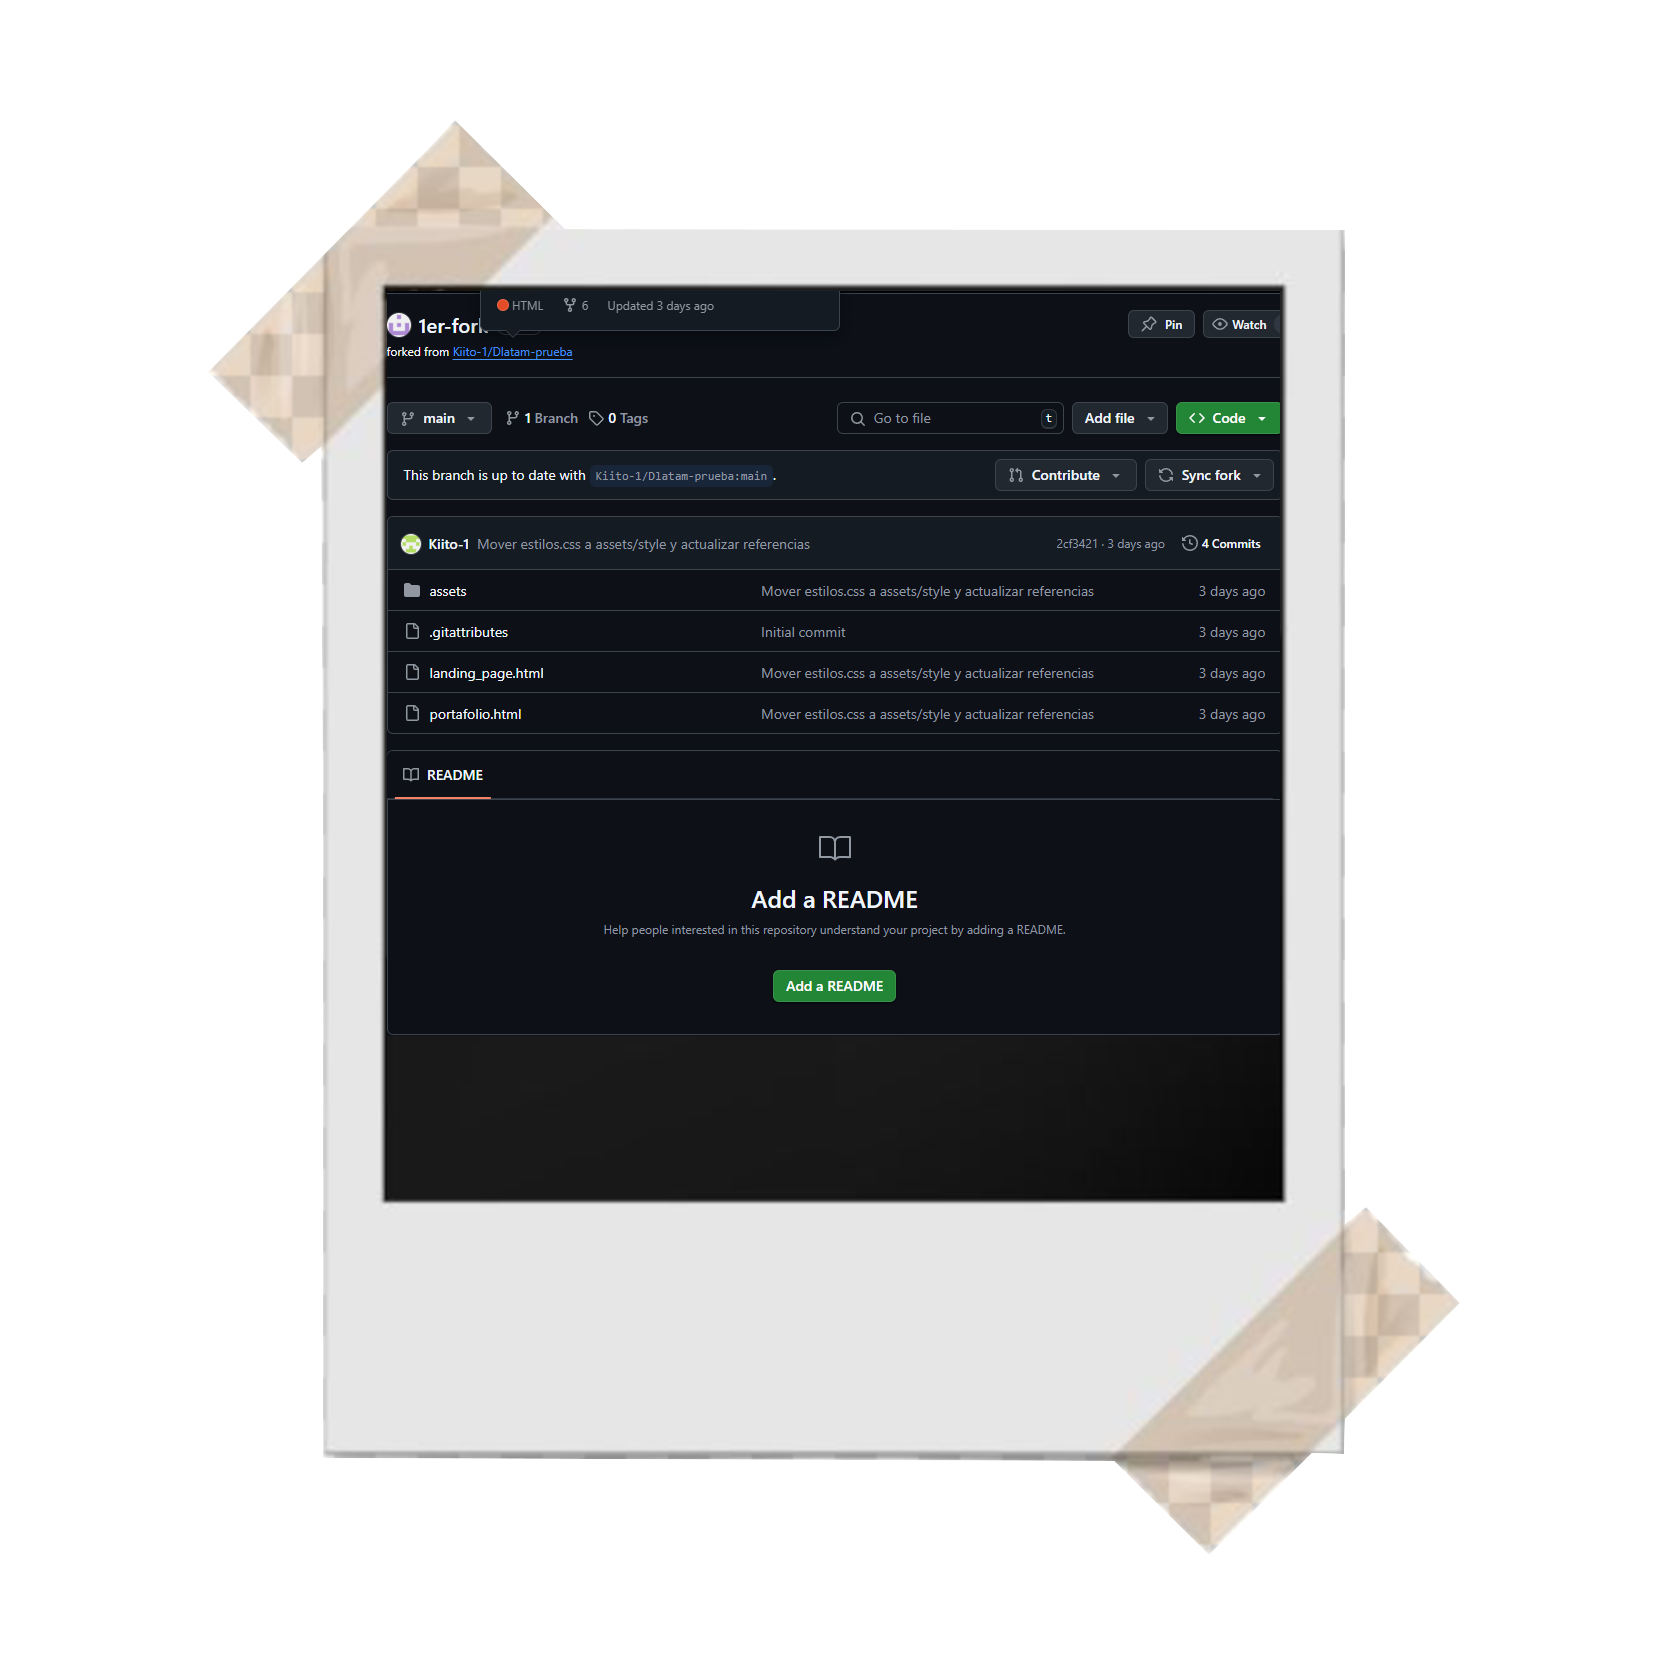 HTML 6 Updated 3 days ago
1er-fork Pin Watch
forked from Kiito-1/Dlatam-prueba
main 1 Branch 0 Tags Go to file t Add file Code
This branch is up to date with Kiito-1/Dlatam-prueba:main. Contribute Sync fork
Kiito-1 Mover estilos.css a assets/style y actualizar referencias 2cf3421 · 3 days ago 4 Commits
assets Mover estilos.css a assets/style y actualizar referencias 3 days ago
.gitattributes Initial commit 3 days ago
landing_page.html Mover estilos.css a assets/style y actualizar referencias 3 days ago
portafolio.html Mover estilos.css a assets/style y actualizar referencias 3 days ago
README
Add a README
Help people interested in this repository understand your project by adding a README.
Add a README